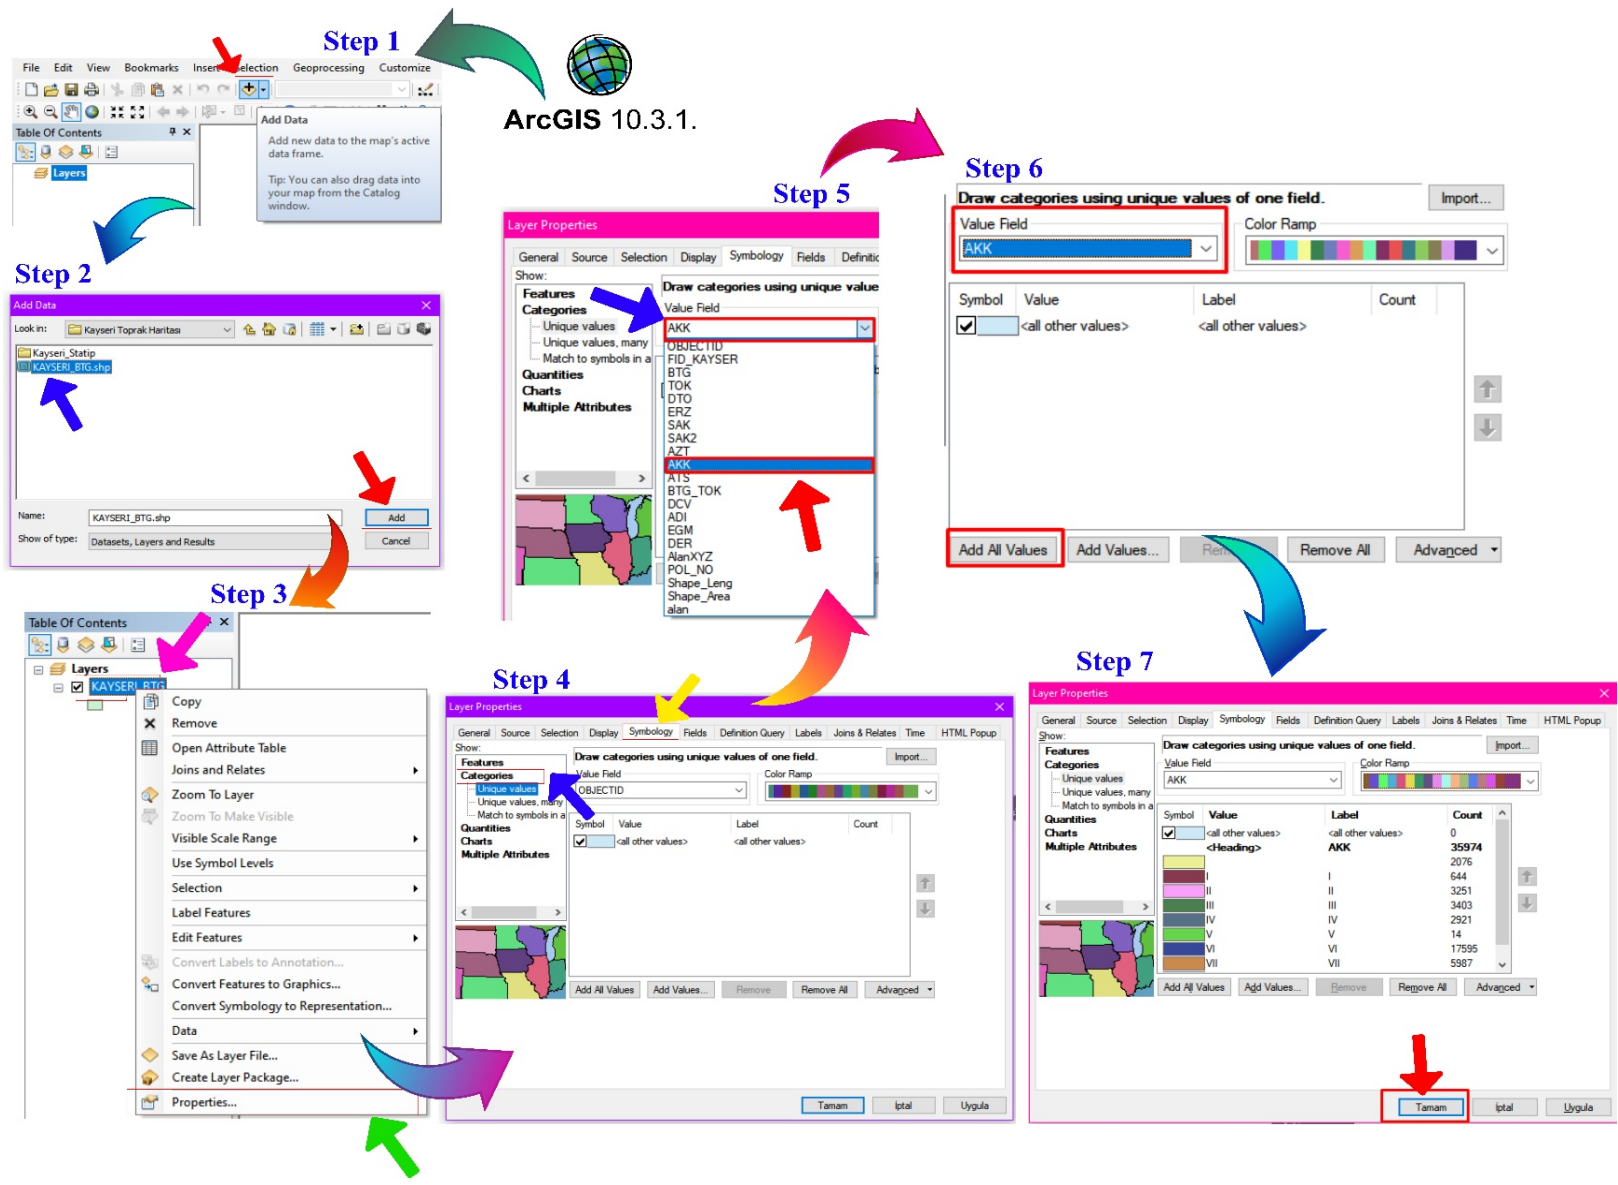 Step 1
File Edit View Bookmarks Insert Selection Geoprocessing Customize
Add Data
Add new data to the map's active
data frame.
Tip: You can also drag data into
your map from the Catalog
window.
Table Of Contents
Layers
ArcGIS 10.3.1.
Step 2
Add Data
Look in: Kayseri Toprak Haritası
Kayseri_Statip
KAYSERI_BTG.shp
Name: KAYSERI_BTG.shp Add
Show of type: Datasets, Layers and Results Cancel
Step 3
Table Of Contents
Layers
KAYSERI_BTG
Copy
Remove
Open Attribute Table
Joins and Relates
Zoom To Layer
Zoom To Make Visible
Visible Scale Range
Use Symbol Levels
Selection
Label Features
Edit Features
Convert Labels to Annotation...
Convert Features to Graphics...
Convert Symbology to Representation...
Data
Save As Layer File...
Create Layer Package...
Properties...
Step 4
Layer Properties
General Source Selection Display Symbology Fields Definition Query Labels Joins & Relates Time HTML Popup
Show:
Features
Categories
Unique values
Unique values, many
Match to symbols in a
Quantities
Charts
Multiple Attributes
Draw categories using unique values of one field. Import...
Value Field Color Ramp
OBJECTID
Symbol Value Label Count
<all other values> <all other values>
Add All Values Add Values... Remove Remove All Advanced
Tamam İptal Uygula
Step 5
Layer Properties
General Source Selection Display Symbology Fields
Show:
Features
Categories
Unique values
Unique values, many
Match to symbols in a
Quantities
Charts
Multiple Attributes
Draw categories using unique value
Value Field
AKK
OBJECTID
FID_KAYSER
BTG
TOK
DTO
ERZ
SAK
SAK2
AZT
AKK
ATS
BTG_TOK
DCV
ADI
EGM
DER
AlanXYZ
POL_NO
Shape_Leng
Shape_Area
alan
Step 6
Draw categories using unique values of one field. Import...
Value Field Color Ramp
AKK
Symbol Value Label Count
<all other values> <all other values>
Add All Values Add Values... Remove All Advanced
Step 7
Layer Properties
General Source Selection Display Symbology Fields Definition Query Labels Joins & Relates Time HTML Popup
Show:
Features
Categories
Unique values
Unique values, many
Match to symbols in a
Quantities
Charts
Multiple Attributes
Draw categories using unique values of one field. Import...
Value Field Color Ramp
AKK
Symbol Value Label Count
<all other values> <all other values> 0
<Heading> AKK 35974
2076
I I 644
II II 3251
III III 3403
IV IV 2921
V V 14
VI VI 17595
VII VII 5987
Add All Values Add Values... Remove Remove All Advanced
Tamam İptal Uygula